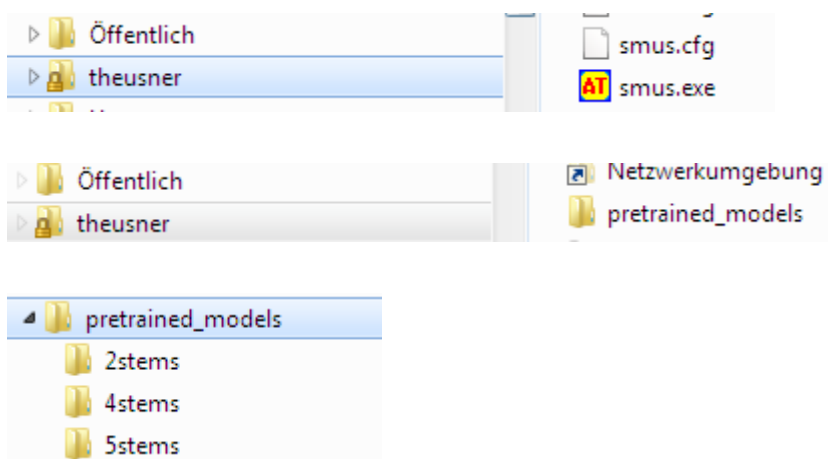 Öffentlich
smus.cfg
theusner
AT smus.exe
Öffentlich
Netzwerkumgebung
theusner
pretrained_models
pretrained_models
2stems
4stems
5stems